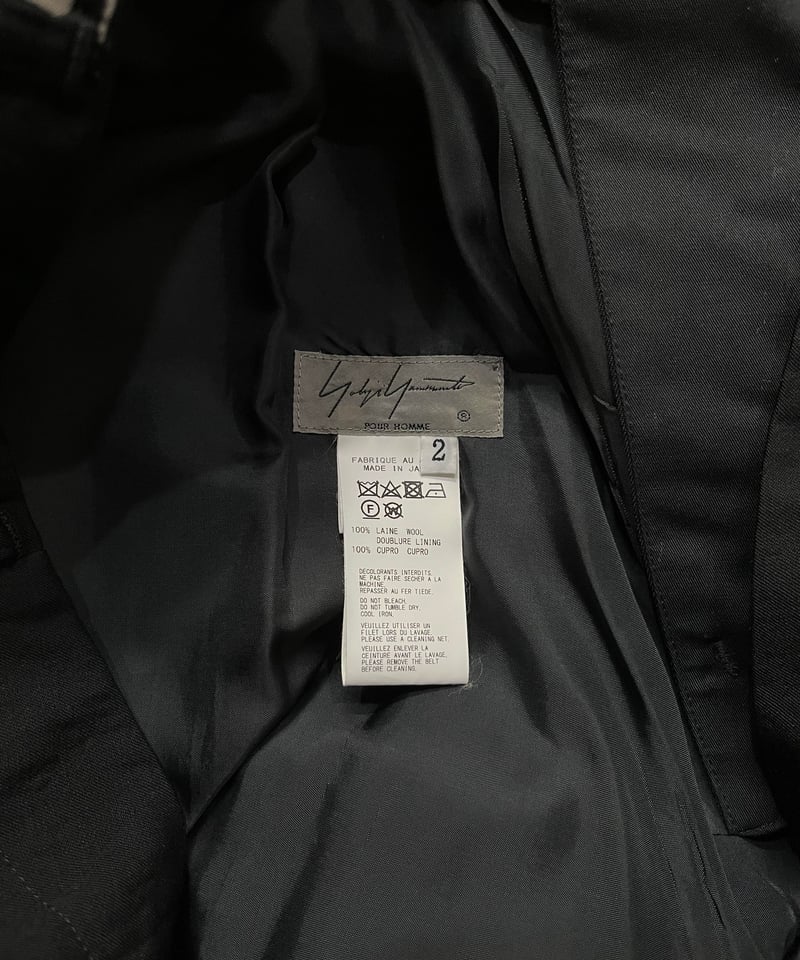 Yohji Yamamoto
®
POUR HOMME
2
FABRIQUE AU
MADE IN JA
F
W
100% LAINE WOOL
DOUBLURE LINING
100% CUPRO CUPRO
DECOLORANTS INTERDITS.
NE PAS FAIRE SECHER A LA
MACHINE.
REPASSER AU FER TIEDE.
DO NOT BLEACH.
DO NOT TUMBLE DRY.
COOL IRON.
VEUILLEZ UTILISER UN
FILET LORS DU LAVAGE.
PLEASE USE A CLEANING NET.
VEUILLEZ ENLEVER LA
CEINTURE AVANT LE LAVAGE.
PLEASE REMOVE THE BELT
BEFORE CLEANING.